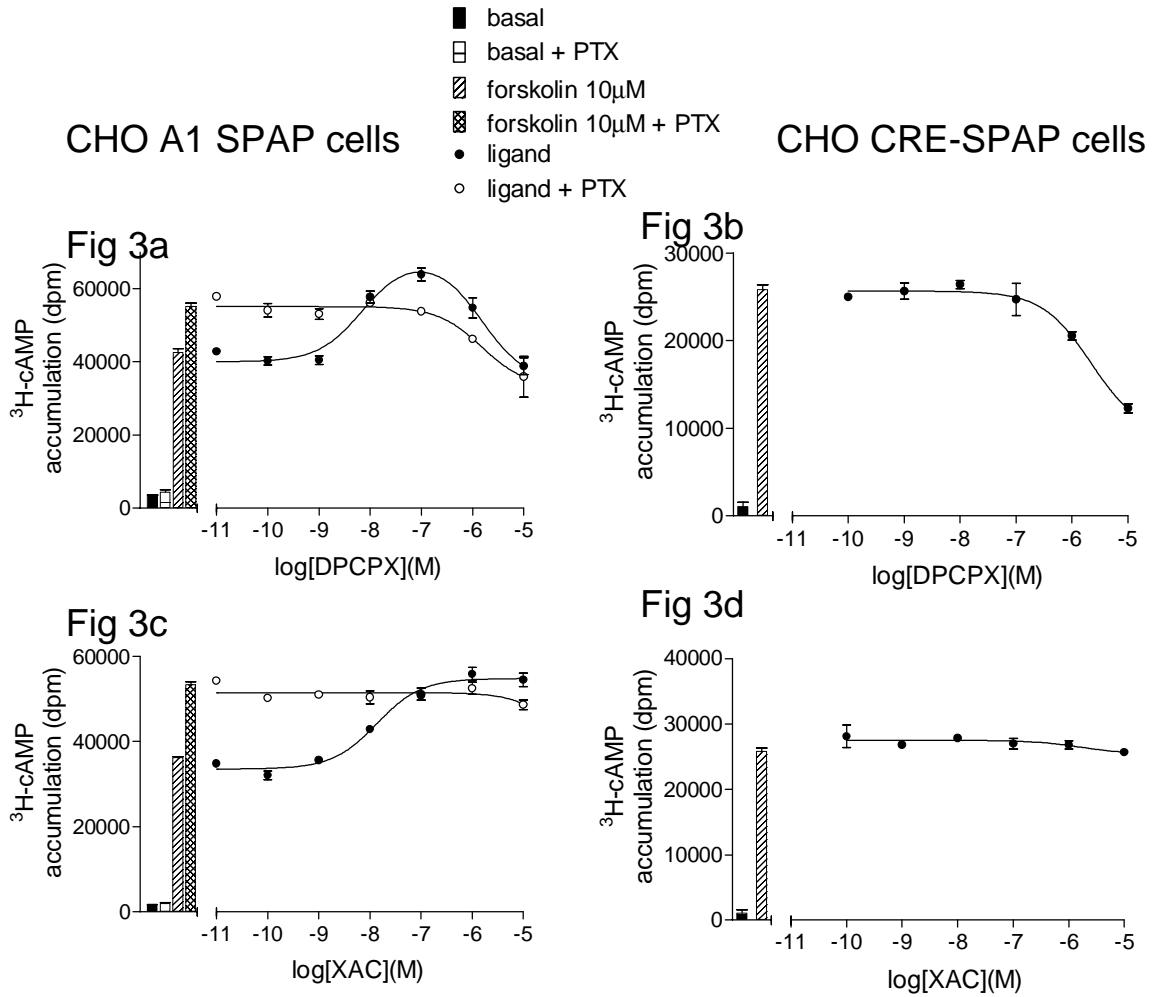 basal
basal + PTX
forskolin 10μM
forskolin 10μM + PTX
ligand
ligand + PTX
CHO A1 SPAP cells
CHO CRE-SPAP cells
Fig 3a
³H-cAMP
accumulation (dpm)
60000
40000
20000
0
-11 -10 -9 -8 -7 -6 -5
log[DPCPX](M)
Fig 3b
³H-cAMP
accumulation (dpm)
30000
20000
10000
0
-11 -10 -9 -8 -7 -6 -5
log[DPCPX](M)
Fig 3c
³H-cAMP
accumulation (dpm)
60000
40000
20000
0
-11 -10 -9 -8 -7 -6 -5
log[XAC](M)
Fig 3d
³H-cAMP
accumulation (dpm)
40000
30000
20000
10000
0
-11 -10 -9 -8 -7 -6 -5
log[XAC](M)